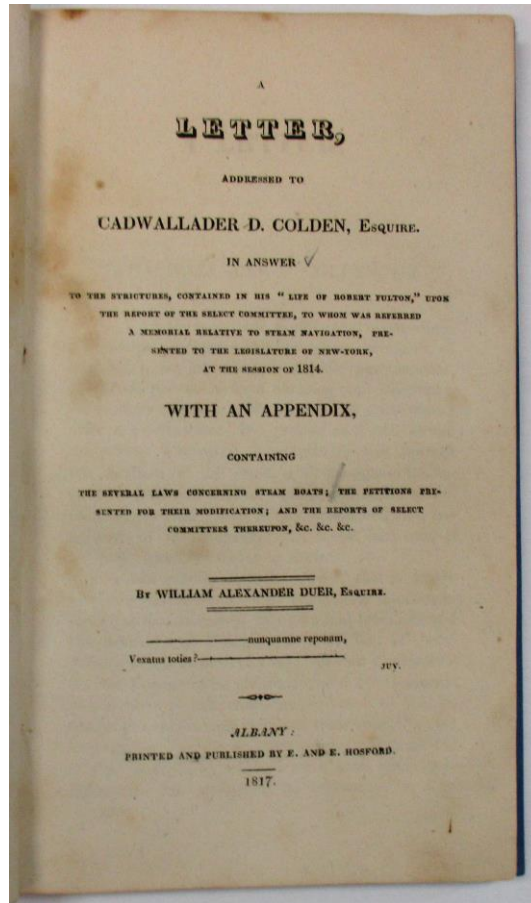 A
LETTER,
ADDRESSED TO
CADWALLADER D. COLDEN, ESQUIRE.
IN ANSWER
TO THE STRICTURES, CONTAINED IN HIS " LIFE OF ROBERT FULTON," UPON
THE REPORT OF THE SELECT COMMITTEE, TO WHOM WAS REFERRED
A MEMORIAL RELATIVE TO STEAM NAVIGATION, PRE-
SENTED TO THE LEGISLATURE OF NEW-YORK,
AT THE SESSION OF 1814.
WITH AN APPENDIX,
CONTAINING
THE SEVERAL LAWS CONCERNING STEAM BOATS; THE PETITIONS PRE-
SENTED FOR THEIR MODIFICATION; AND THE REPORTS OF SELECT
COMMITTEES THEREUPON, &C. &C. &C.
BY WILLIAM ALEXANDER DUER, ESQUIRE.
————nunquamne reponam,
Vexatus toties?————
JUV.
ALBANY:
PRINTED AND PUBLISHED BY E. AND E. HOSFORD.
1817.